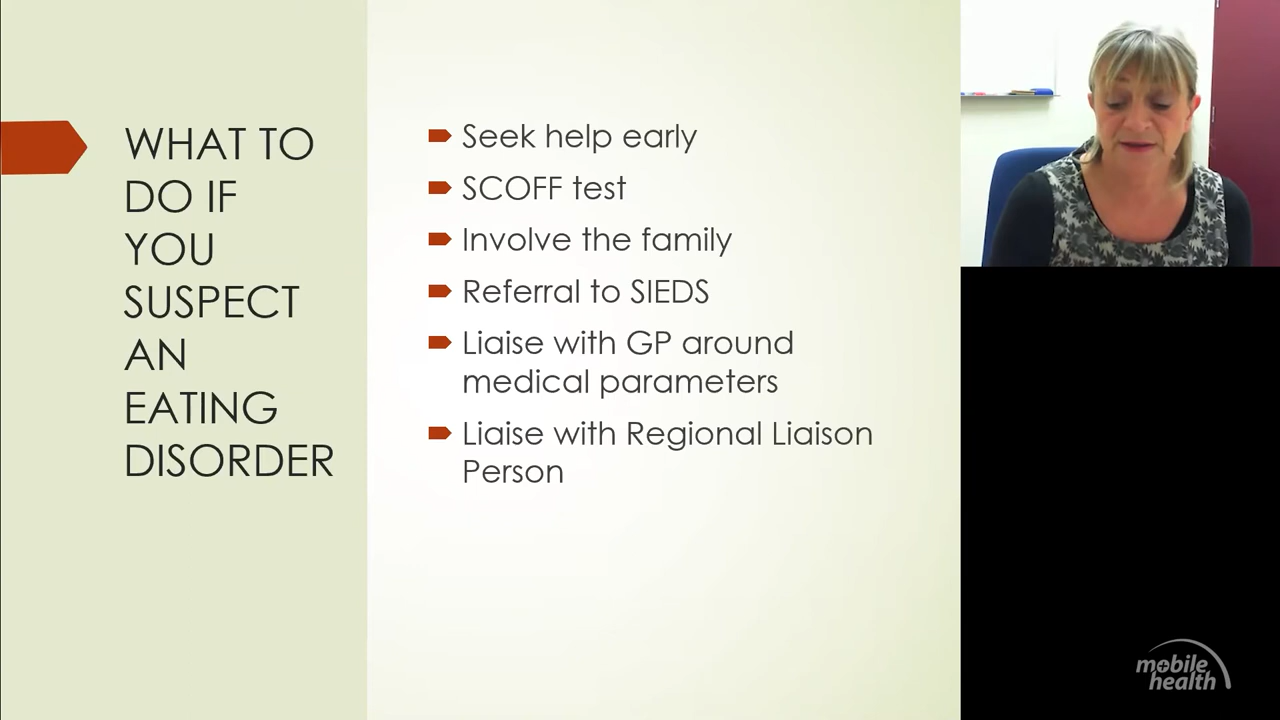 WHAT TO
DO IF
YOU
SUSPECT
AN
EATING
DISORDER
Seek help early
SCOFF test
Involve the family
Referral to SIEDS
Liaise with GP around
medical parameters
Liaise with Regional Liaison
Person
mobile
health